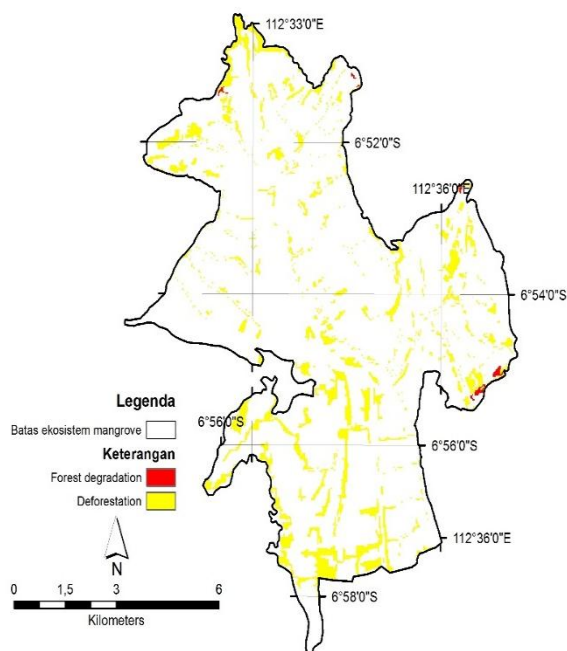 112°33'0"E
6°52'0"S
112°36'0"E
6°54'0"S
Legenda
Batas ekosistem mangrove
6°56'0"S
Keterangan
6°56'0"S
Forest degradation
Deforestation
N
112°36'0"E
0 1,5 3 6
Kilometers
6°58'0"S